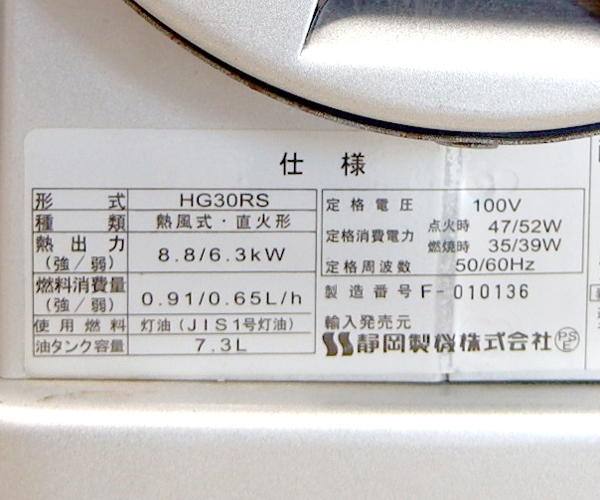 仕様
形式 HG30RS
種類 熱風式・直火形
熱出力
(強/弱) 8.8/6.3kW
燃料消費量
(強/弱) 0.91/0.65L/h
使用燃料 灯油(JIS1号灯油)
油タンク容量 7.3L
定格電圧 100V
定格消費電力 点火時 47/52W
燃焼時 35/39W
定格周波数 50/60Hz
製造番号 F-010136
輸入発売元
静岡製機株式会社 PSE